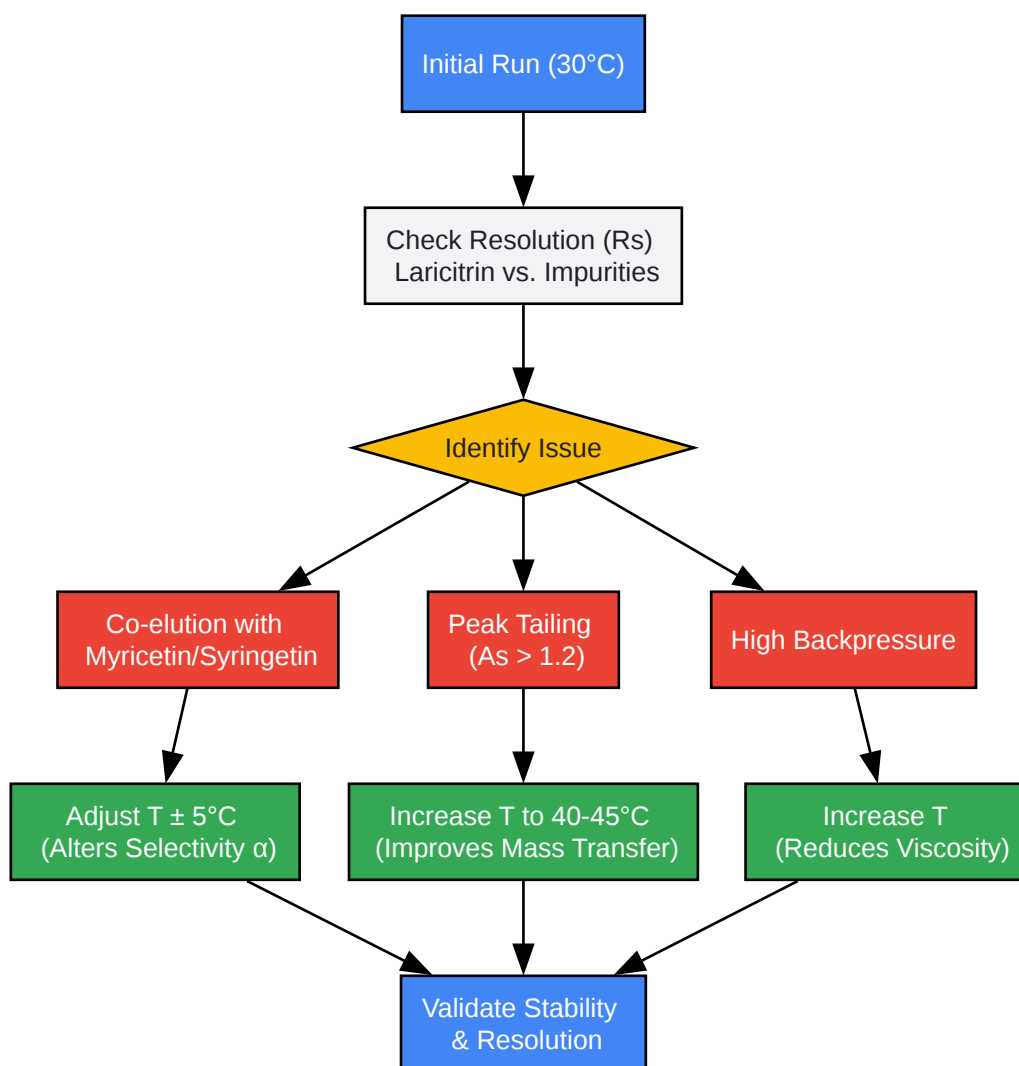 Initial Run (30°C)
Check Resolution (Rs)
Laricitrin vs. Impurities
Identify Issue
Co-elution with
Myricetin/Syringetin
Peak Tailing
(As > 1.2)
High Backpressure
Adjust T ± 5°C
(Alters Selectivity α)
Increase T to 40-45°C
(Improves Mass Transfer)
Increase T
(Reduces Viscosity)
Validate Stability
& Resolution